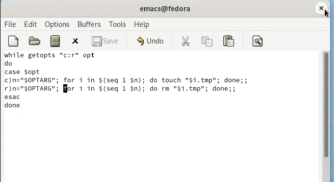 emacs@fedora
File Edit Options Buffers Tools Help
Save Undo
while getopts "c:r" opt
do
case $opt
c)n="$OPTARG"; for i in $(seq 1 $n); do touch "$i.tmp"; done;;
r)n="$OPTARG"; for i in $(seq 1 $n); do rm "$i.tmp"; done;;
esac
done